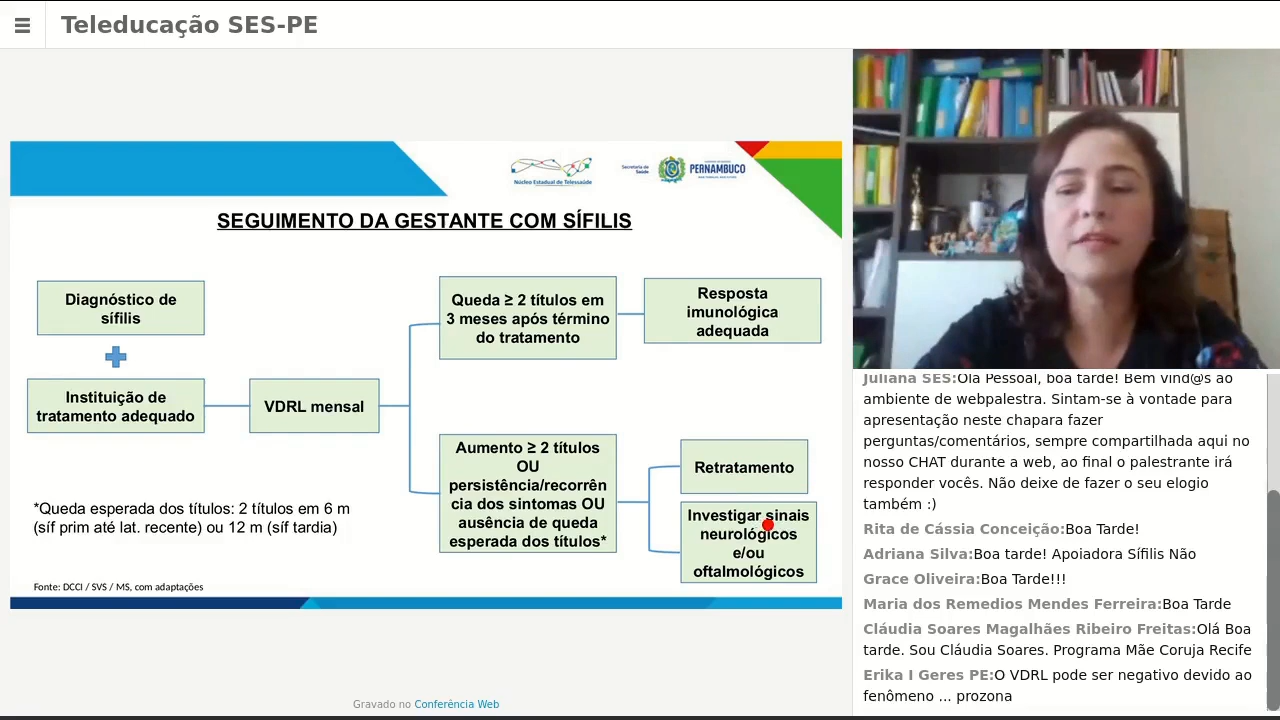 Teleducação SES-PE
Núcleo Estadual de Telessaúde
Secretaria de
Saúde
PERNAMBUCO
SEGUIMENTO DA GESTANTE COM SÍFILIS
Diagnóstico de
sífilis
Instituição de
tratamento adequado
VDRL mensal
Queda ≥ 2 títulos em
3 meses após término
do tratamento
Resposta
imunológica
adequada
Aumento ≥ 2 títulos
OU
persistência/recorrên
cia dos sintomas OU
ausência de queda
esperada dos títulos*
Retratamento
Investigar sinais
neurológicos
e/ou
oftalmológicos
*Queda esperada dos títulos: 2 títulos em 6 m
(síf prim até lat. recente) ou 12 m (síf tardia)
Fonte: DCCI / SVS / MS, com adaptações
Gravado no Conferência Web
Juliana SES:Olá Pessoal, boa tarde! Bem vind@s ao
ambiente de webpalestra. Sintam-se à vontade para
apresentação neste chapara fazer
perguntas/comentários, sempre compartilhada aqui no
nosso CHAT durante a web, ao final o palestrante irá
responder vocês. Não deixe de fazer o seu elogio
também :)
Rita de Cássia Conceição:Boa Tarde!
Adriana Silva:Boa tarde! Apoiadora Sífilis Não
Grace Oliveira:Boa Tarde!!!
Maria dos Remedios Mendes Ferreira:Boa Tarde
Cláudia Soares Magalhães Ribeiro Freitas:Olá Boa
tarde. Sou Cláudia Soares. Programa Mãe Coruja Recife
Erika I Geres PE:O VDRL pode ser negativo devido ao
fenômeno ... prozona